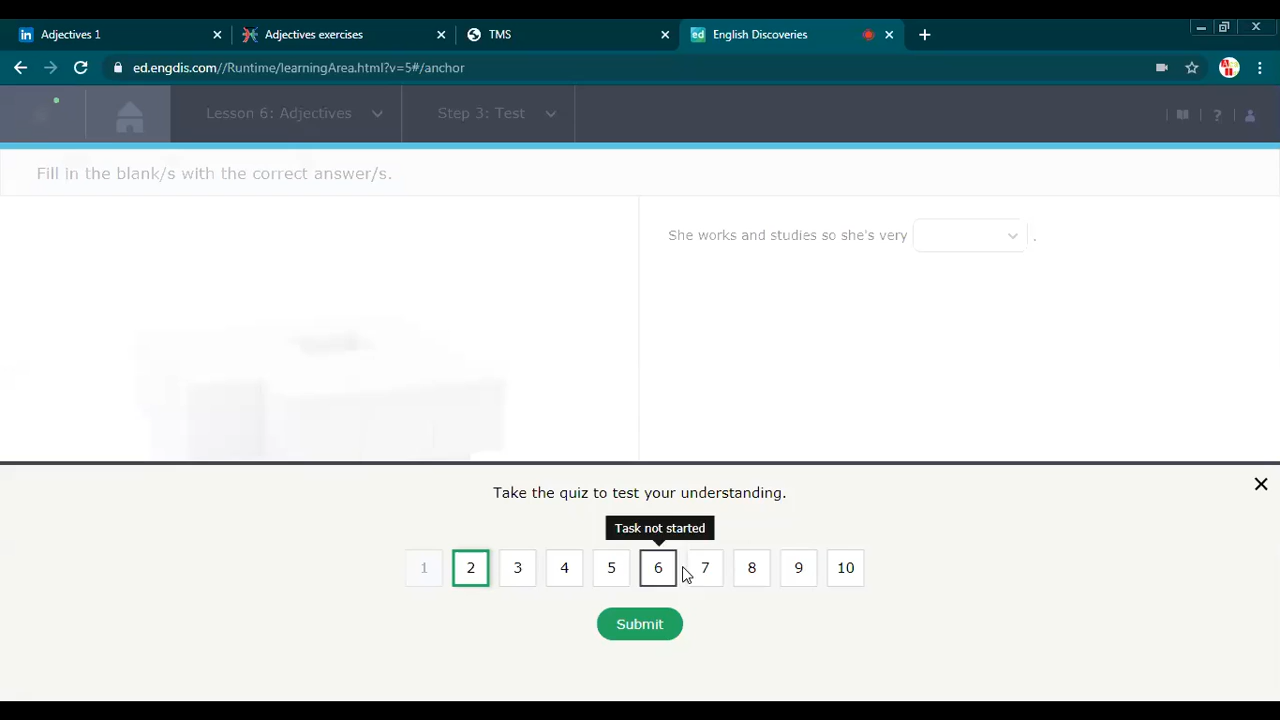 Adjectives 1
Adjectives exercises
TMS
English Discoveries
ed.engdis.com//Runtime/learningArea.html?v=5#/anchor
Lesson 6: Adjectives
Step 3: Test
?
Fill in the blank/s with the correct answer/s.
She works and studies so she's very .
Take the quiz to test your understanding.
Task not started
1 2 3 4 5 6 7 8 9 10
Submit